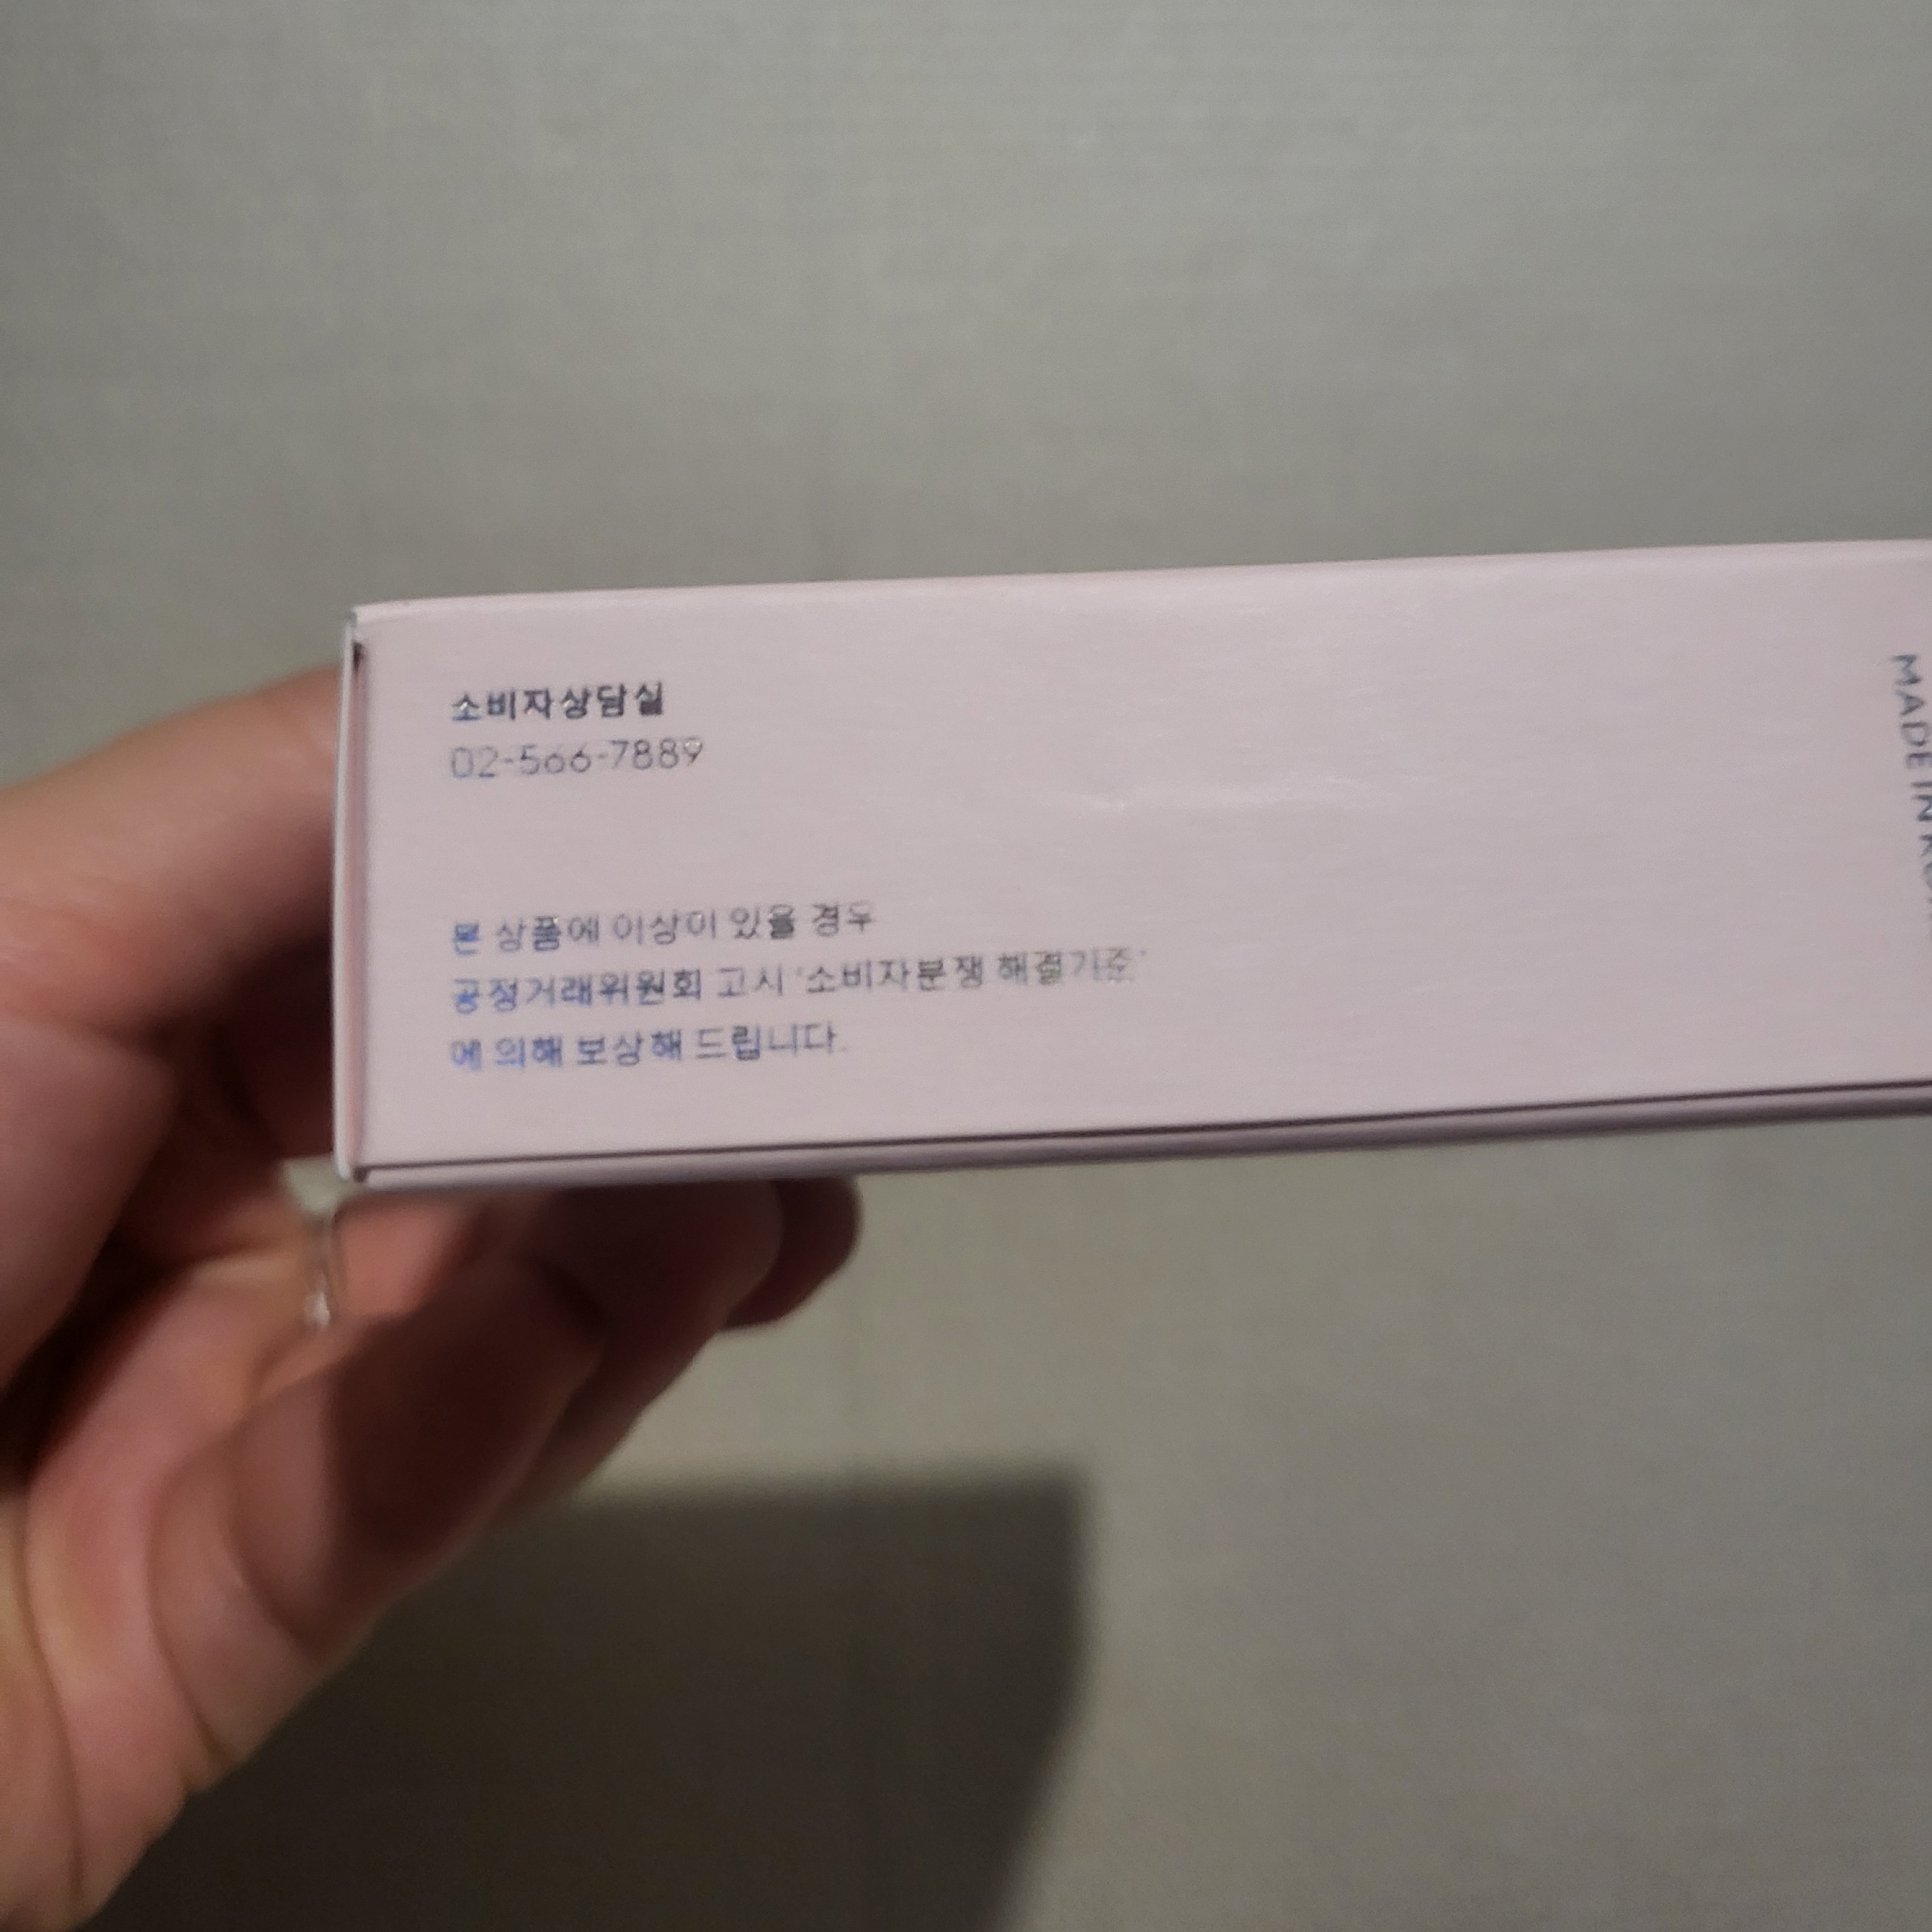 소비자상담실
02-566-7889
본 상품에 이상이 있을 경우
공정거래위원회 고시 '소비자분쟁 해결기준'
에 의해 보상해 드립니다.
MADE IN